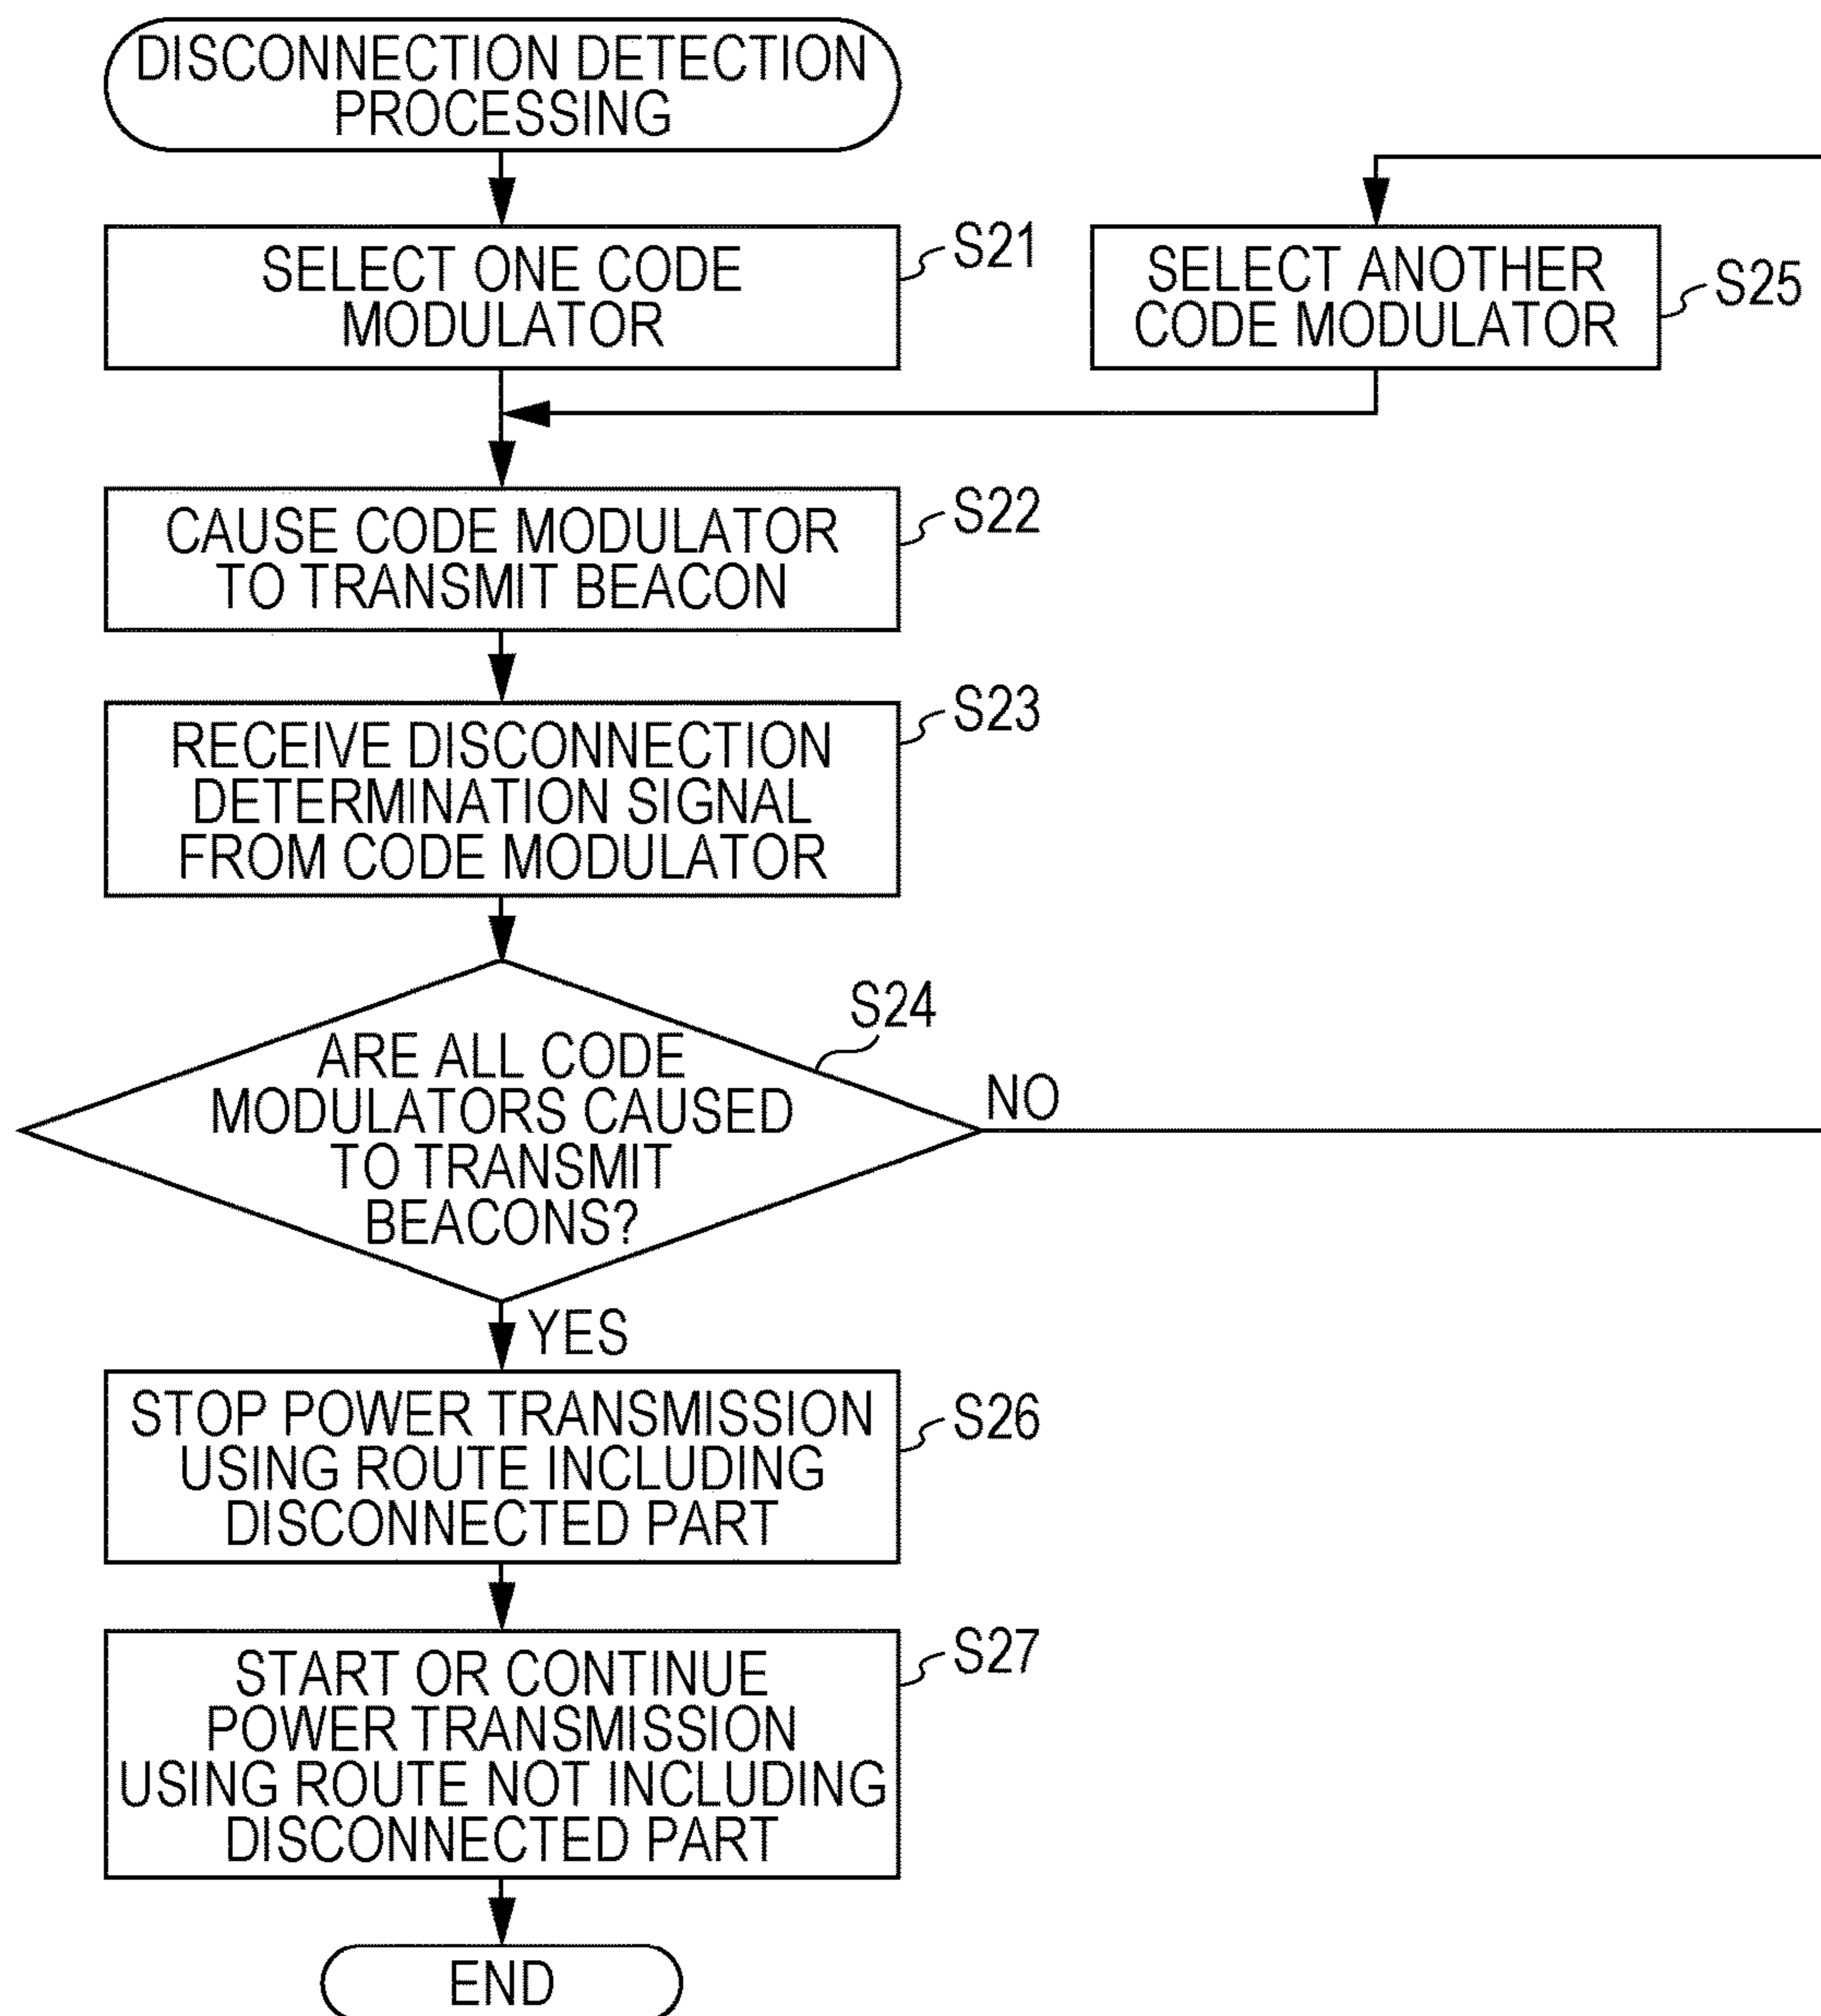 DISCONNECTION DETECTION
PROCESSING
SELECT ONE CODE
MODULATOR
S21
SELECT ANOTHER
CODE MODULATOR
S25
CAUSE CODE MODULATOR
TO TRANSMIT BEACON
S22
RECEIVE DISCONNECTION
DETERMINATION SIGNAL
FROM CODE MODULATOR
S23
ARE ALL CODE
MODULATORS CAUSED
TO TRANSMIT
BEACONS?
S24
NO
YES
STOP POWER TRANSMISSION
USING ROUTE INCLUDING
DISCONNECTED PART
S26
START OR CONTINUE
POWER TRANSMISSION
USING ROUTE NOT INCLUDING
DISCONNECTED PART
S27
END